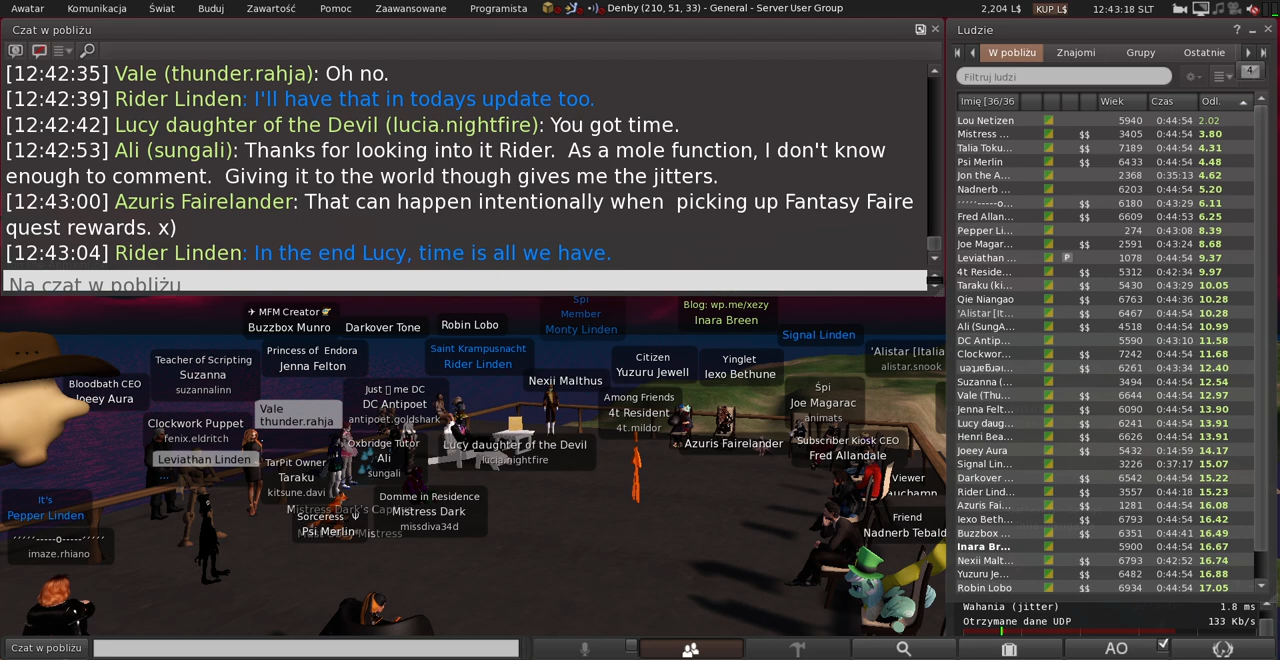 Awatar Komunikacja Świat Buduj Zawartość Pomoc Zaawansowane Programista Denby (210, 51, 33) - General - Server User Group 2,204 L$ KUP L$ 12:43:18 SLT
Czat w pobliżu
[12:42:35] Vale (thunder.rahja): Oh no.
[12:42:39] Rider Linden: I'll have that in todays update too.
[12:42:42] Lucy daughter of the Devil (lucia.nightfire): You got time.
[12:42:53] Ali (sungali): Thanks for looking into it Rider.  As a mole function, I don't know
enough to comment.  Giving it to the world though gives me the jitters.
[12:43:00] Azuris Fairelander: That can happen intentionally when  picking up Fantasy Faire
quest rewards. x)
[12:43:04] Rider Linden: In the end Lucy, time is all we have.
Na czat w pobliżu
✈ MFM Creator
Buzzbox Munro
Darkover Tone
Robin Lobo
Śpi
Member
Monty Linden
Blog: wp.me/xezy
Inara Breen
Signal Linden
Teacher of Scripting
Suzanna
suzannalinn
Princess of  Endora
Jenna Felton
Saint Krampusnacht
Rider Linden
Citizen
Yuzuru Jewell
Yinglet
Iexo Bethune
'Alistar [Italia
alistar.snook
Bloodbath CEO
Joeey Aura
Just me DC
DC Antipoet
antipoet.goldshark
Nexii Malthus
Among Friends
4t Resident
4t.mildor
Śpi
Joe Magarac
animats
Vale
thunder.rahja
Clockwork Puppet
fenix.eldritch
Leviathan Linden
...
Oxbridge Tutor
Ali
sungali
Lucy daughter of the Devil
lucia.nightfire
Azuris Fairelander
Subscriber Kiosk CEO
Fred Allandale
TarPit Owner
Taraku
kitsune.davi
Domme in Residence
Mistress Dark
missdiva34d
Viewer
Friend
Nadnerb Tebald
It's
Pepper Linden
Mistress Dark's
Sorceress Ψ
Psi Merlin
Mistress
′′′′′-----o-----′′′′′
imaze.rhiano
Czat w pobliżu
AO
Ludzie
W pobliżu Znajomi Grupy Ostatnie
Filtruj ludzi
4
Imię [36/36 Wiek Czas Odl.
Lou Netizen 5940 0:44:54 2.02
Mistress ... $$ 3405 0:44:54 3.80
Talia Toku... $$ 7189 0:44:54 4.31
Psi Merlin $$ 6433 0:44:54 4.48
Jon the A... 2368 0:35:13 4.62
Nadnerb ... 6203 0:44:54 5.20
′′′′′-----o... $$ 6180 0:43:29 6.11
Fred Allan... $$ 6609 0:44:53 6.25
Pepper Li... 274 0:43:08 8.39
Joe Magar... $$ 2591 0:43:24 8.68
Leviathan ... P 1078 0:44:54 9.37
4t Reside... $$ 5312 0:42:34 9.97
Taraku (ki... $$ 5430 0:43:29 10.05
Qie Niangao $$ 6763 0:44:36 10.28
'Alistar [It... $$ 6467 0:44:54 10.28
Ali (SungA... $$ 4518 0:44:54 10.99
DC Antip... 5590 0:43:10 11.58
Clockwor... $$ 7242 0:44:54 11.68
$$ 6261 0:43:34 12.40
Suzanna (... 3494 0:44:54 12.54
Vale (Thu... $$ 6644 0:44:54 12.97
Jenna Felt... $$ 6090 0:44:54 13.90
Lucy daug... $$ 6241 0:44:54 13.91
Henri Bea... $$ 6626 0:44:54 13.91
Joeey Aura $$ 5432 0:14:59 14.17
Signal Lin... 3226 0:37:17 15.07
Darkover ... $$ 6542 0:44:54 15.22
Rider Lind... $$ 3557 0:44:18 15.23
Azuris Fai... $$ 1281 0:44:54 16.08
Iexo Beth... $$ 6793 0:44:54 16.42
Buzzbox ... $$ 6351 0:44:41 16.49
Inara Br... 5900 0:44:54 16.67
Nexii Malt... $$ 6793 0:42:52 16.74
Yuzuru Je... $$ 6482 0:44:54 16.88
Robin Lobo $$ 6934 0:44:54 17.05
Wahania (jitter) 1.8 ms
Otrzymane dane UDP 133 Kb/s